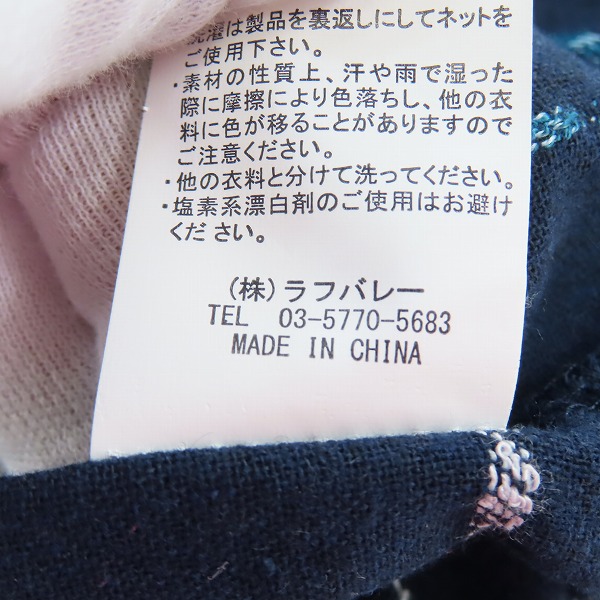 洗濯は製品を裏返しにしてネットを
ご使用下さい。
・素材の性質上、汗や雨で湿った
際に摩擦により色落ちし、他の衣
料に色が移ることがありますので
ご注意ください。
・他の衣料と分けて洗ってください。
・塩素系漂白剤のご使用はお避け
くだ さい。
(株)ラフバレー
TEL 03-5770-5683
MADE IN CHINA